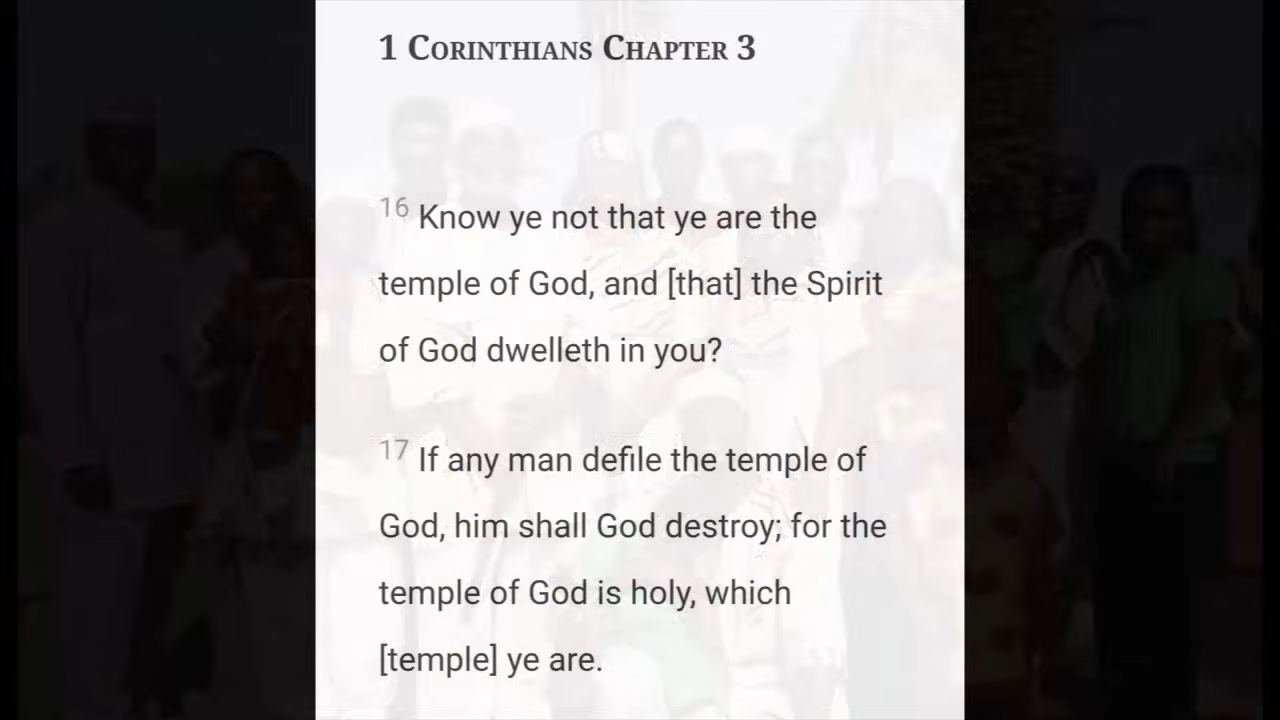 1 Corinthians Chapter 3
16 Know ye not that ye are the
temple of God, and [that] the Spirit
of God dwelleth in you?
17 If any man defile the temple of
God, him shall God destroy; for the
temple of God is holy, which
[temple] ye are.